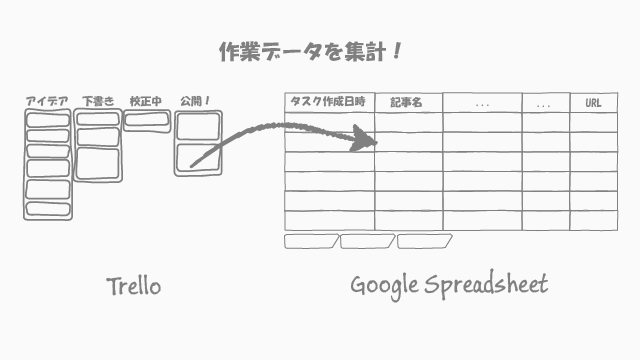 作業データを集計！
アイデア 下書き 校正中 公開！
タスク作成日時 記事名 ... ... URL
Trello
Google Spreadsheet